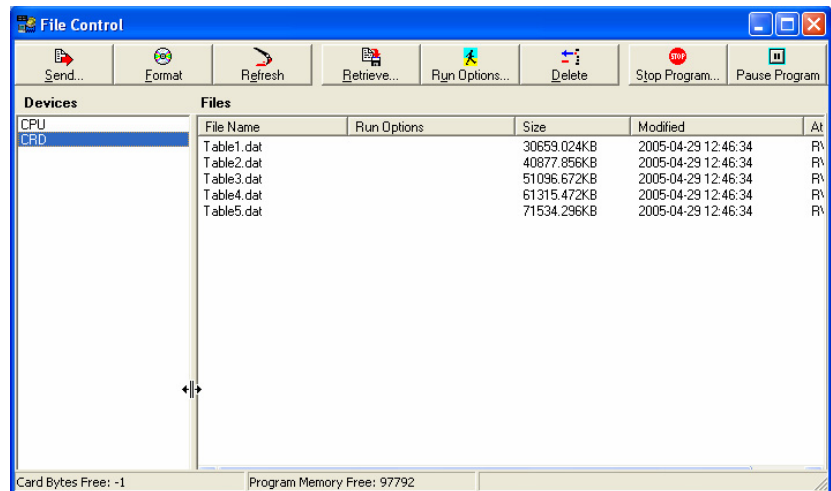 File Control
Send... Format Refresh Retrieve... Run Options... Delete Stop Program... Pause Program
Devices Files
CPU
CRD
File Name Run Options Size Modified At
Table1.dat 30659.024KB 2005-04-29 12:46:34
Table2.dat 40877.856KB 2005-04-29 12:46:34
Table3.dat 51096.672KB 2005-04-29 12:46:34
Table4.dat 61315.472KB 2005-04-29 12:46:34
Table5.dat 71534.296KB 2005-04-29 12:46:34
Card Bytes Free: -1 Program Memory Free: 97792